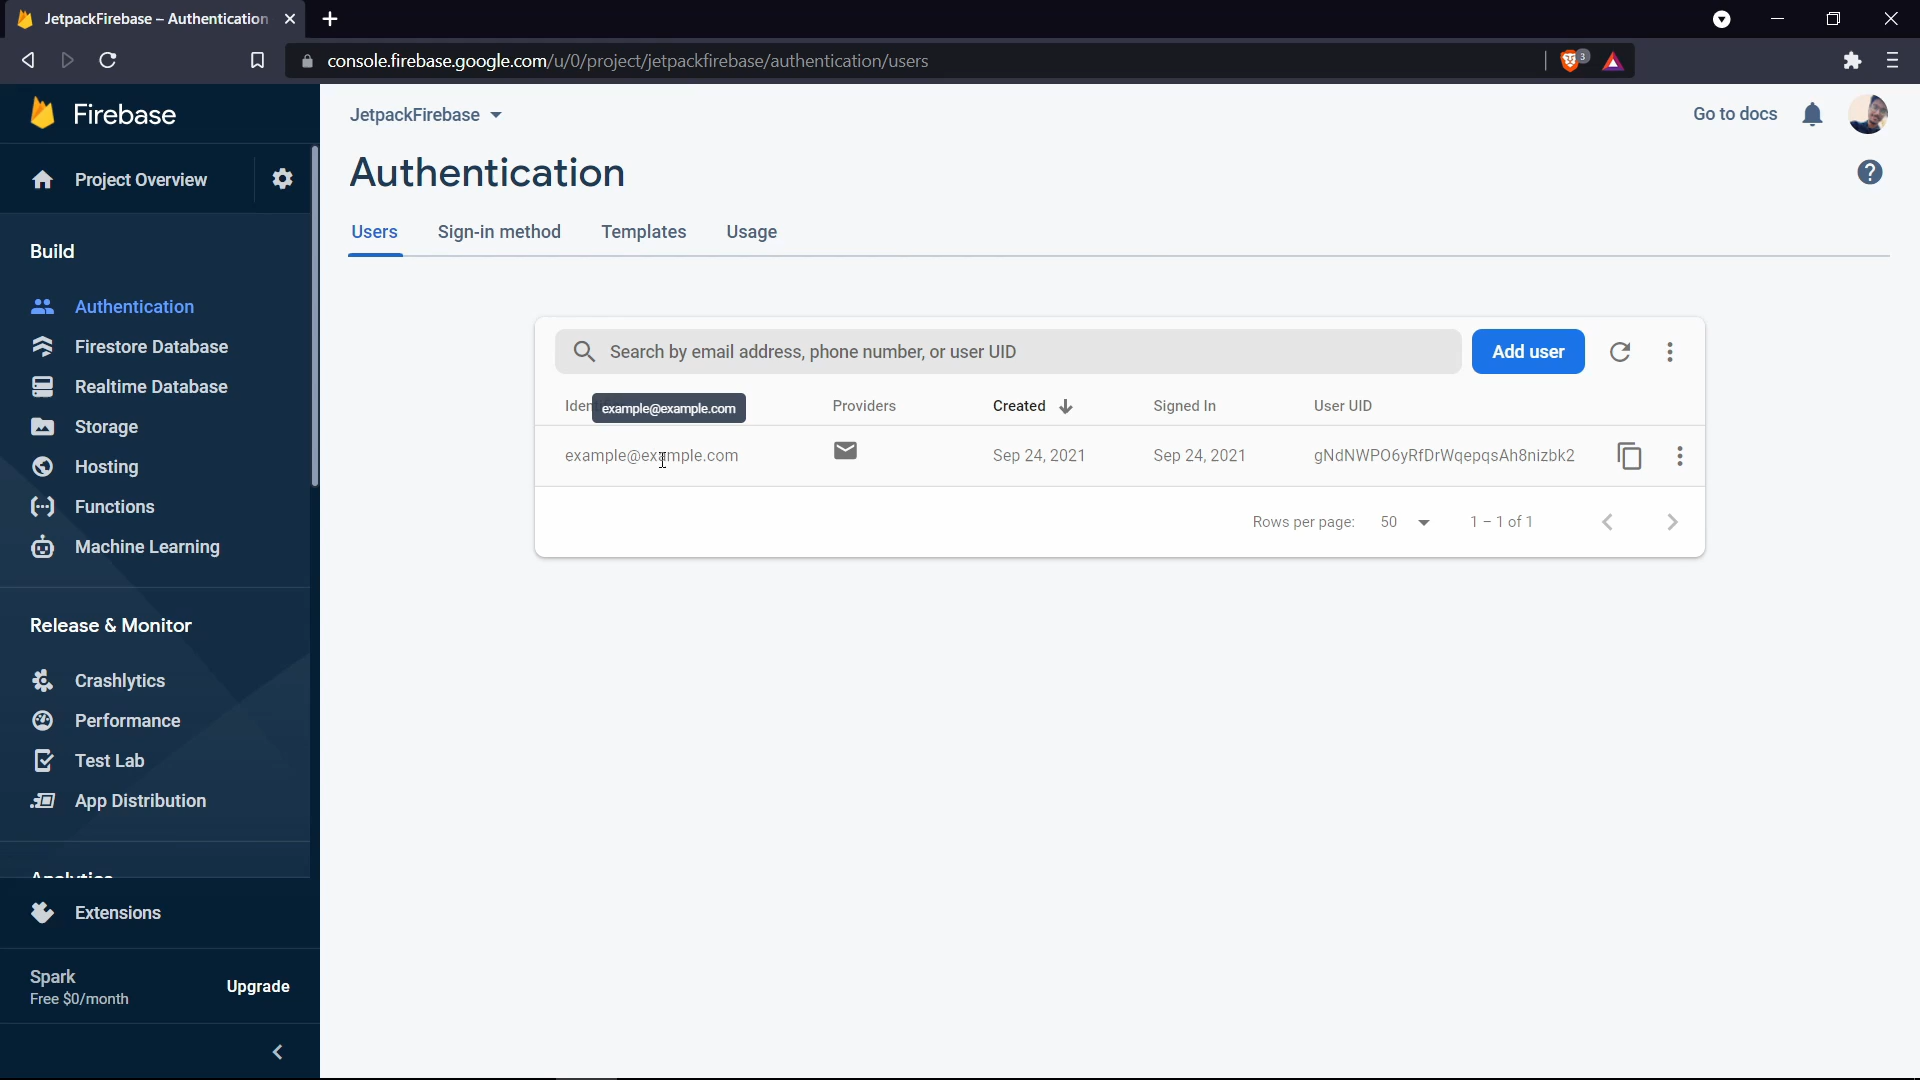 JetpackFirebase – Authentication
console.firebase.google.com/u/0/project/jetpackfirebase/authentication/users
3
Firebase
Project Overview
Build
Authentication
Firestore Database
Realtime Database
Storage
Hosting
Functions
Machine Learning
Release & Monitor
Crashlytics
Performance
Test Lab
App Distribution
Analytics
Extensions
Spark
Free $0/month
Upgrade
JetpackFirebase
Go to docs
Authentication
Users Sign-in method Templates Usage
Search by email address, phone number, or user UID
Add user
example@example.com
Providers Created Signed In User UID
example@example.com Sep 24, 2021 Sep 24, 2021 gNdNWPO6yRfDrWqepqsAh8nizbk2
Rows per page: 50 1 – 1 of 1